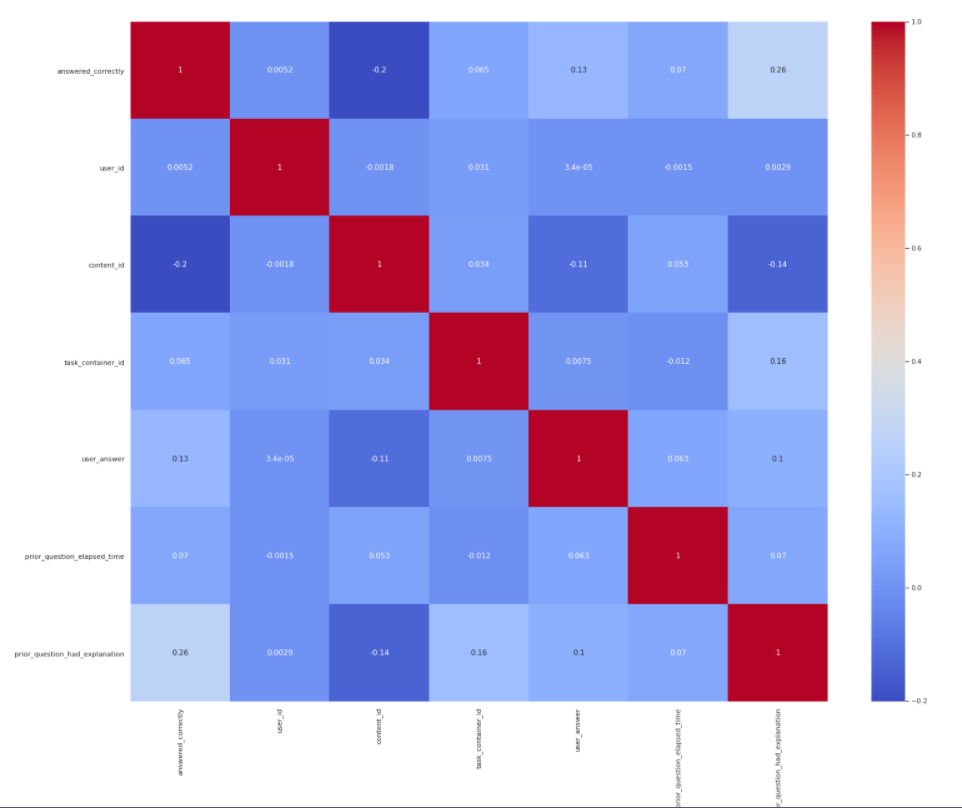 answered_correctly 1 0.0052 -0.2 0.065 0.13 0.07 0.26
user_id 0.0052 1 -0.0018 0.031 3.4e-05 -0.0015 0.0029
content_id -0.2 -0.0018 1 0.034 -0.11 0.053 -0.14
task_container_id 0.065 0.031 0.034 1 0.0075 -0.012 0.16
user_answer 0.13 3.4e-05 -0.11 0.0075 1 0.063 0.1
prior_question_elapsed_time 0.07 -0.0015 0.053 -0.012 0.063 1 0.07
prior_question_had_explanation 0.26 0.0029 -0.14 0.16 0.1 0.07 1
answered_correctly
user_id
content_id
task_container_id
user_answer
prior_question_elapsed_time
r_question_had_explanation
1.0
0.8
0.6
0.4
0.2
0.0
-0.2